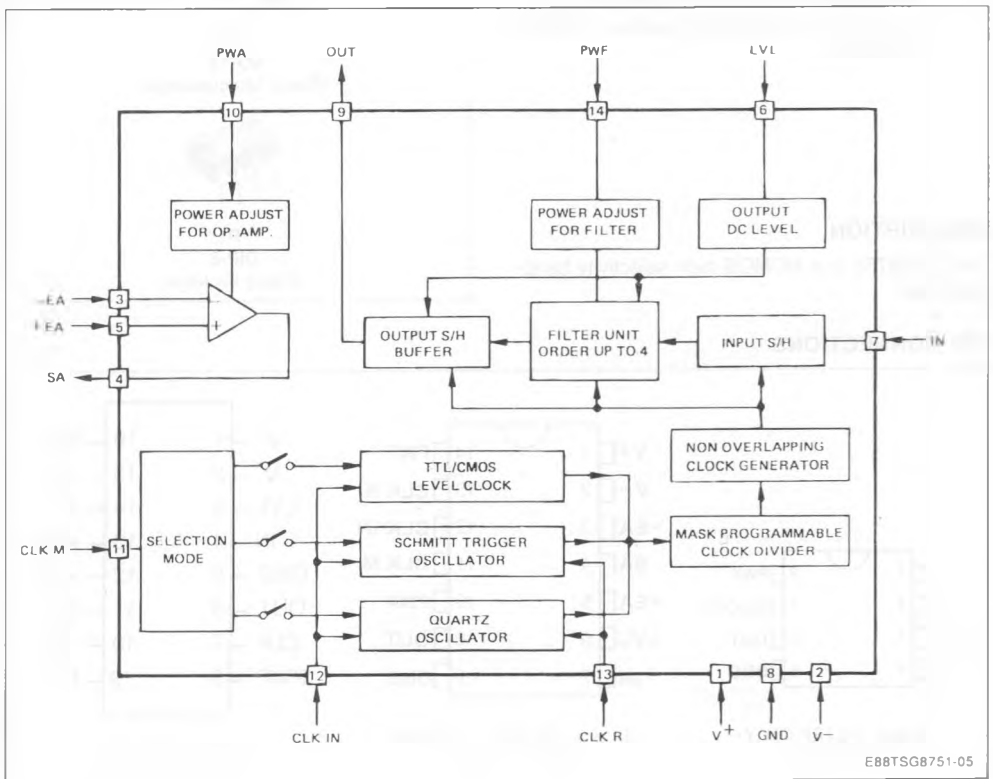 PWA OUT PWF LVL
10 9 14 6
POWER ADJUST
FOR OP. AMP.
POWER ADJUST
FOR FILTER
OUTPUT
DC LEVEL
EA 3 −
+EA 5 +
SA 4
OUTPUT S/H
BUFFER
FILTER UNIT
ORDER UP TO 4
INPUT S/H
7 IN
NON OVERLAPPING
CLOCK GENERATOR
TTL/CMOS
LEVEL CLOCK
CLK M 11
SELECTION
MODE
SCHMITT TRIGGER
OSCILLATOR
MASK PROGRAMMABLE
CLOCK DIVIDER
QUARTZ
OSCILLATOR
12 13 1 8 2
CLK IN CLK R V+ GND V-
E88TSG8751-05